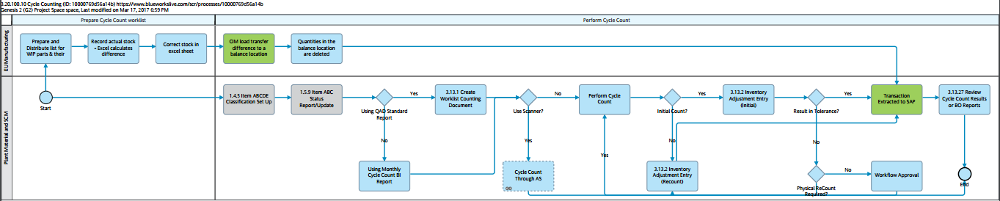 3.20.100.10 Cycle Counting (ID: 10000769d56a14b) https://www.blueworkslive.com/scr/processes/10000769d56a14b
Genesis 2 (G2) Project Space space, Last modified on Mar 17, 2017 6:59 PM
Prepare Cycle Count worklist
Perform Cycle Count
EU Manufacturing
Prepare and
Distribute list for
WIP parts & their
Record actual stock
- Excel calculates
difference
Correct stock in
excel sheet
CIM load transfer
difference to a
balance location
Quantities in the
balance location
are deleted
Plant Material and SCM
Start
1.4.5 Item ABCDE
Classification Set Up
1.5.9 Item ABC
Status
Report/Update
Using QAD Standard
Report
Yes
No
3.13.1 Create
Worklist Counting
Document
Using Monthly
Cycle Count BI
Report
Use Scanner?
No
Yes
Cycle Count
Through AS
Perform Cycle
Count
Yes
Initial Count?
Yes
No
3.13.2 Inventory
Adjustment Entry
(Initial)
3.13.2 Inventory
Adjustment Entry
(Recount)
Result in Tolerance?
Yes
No
Physical ReCount
Required?
No
Workflow Approval
Transaction
Extracted to SAP
3.13.27 Review
Cycle Count Results
or BO Reports
End